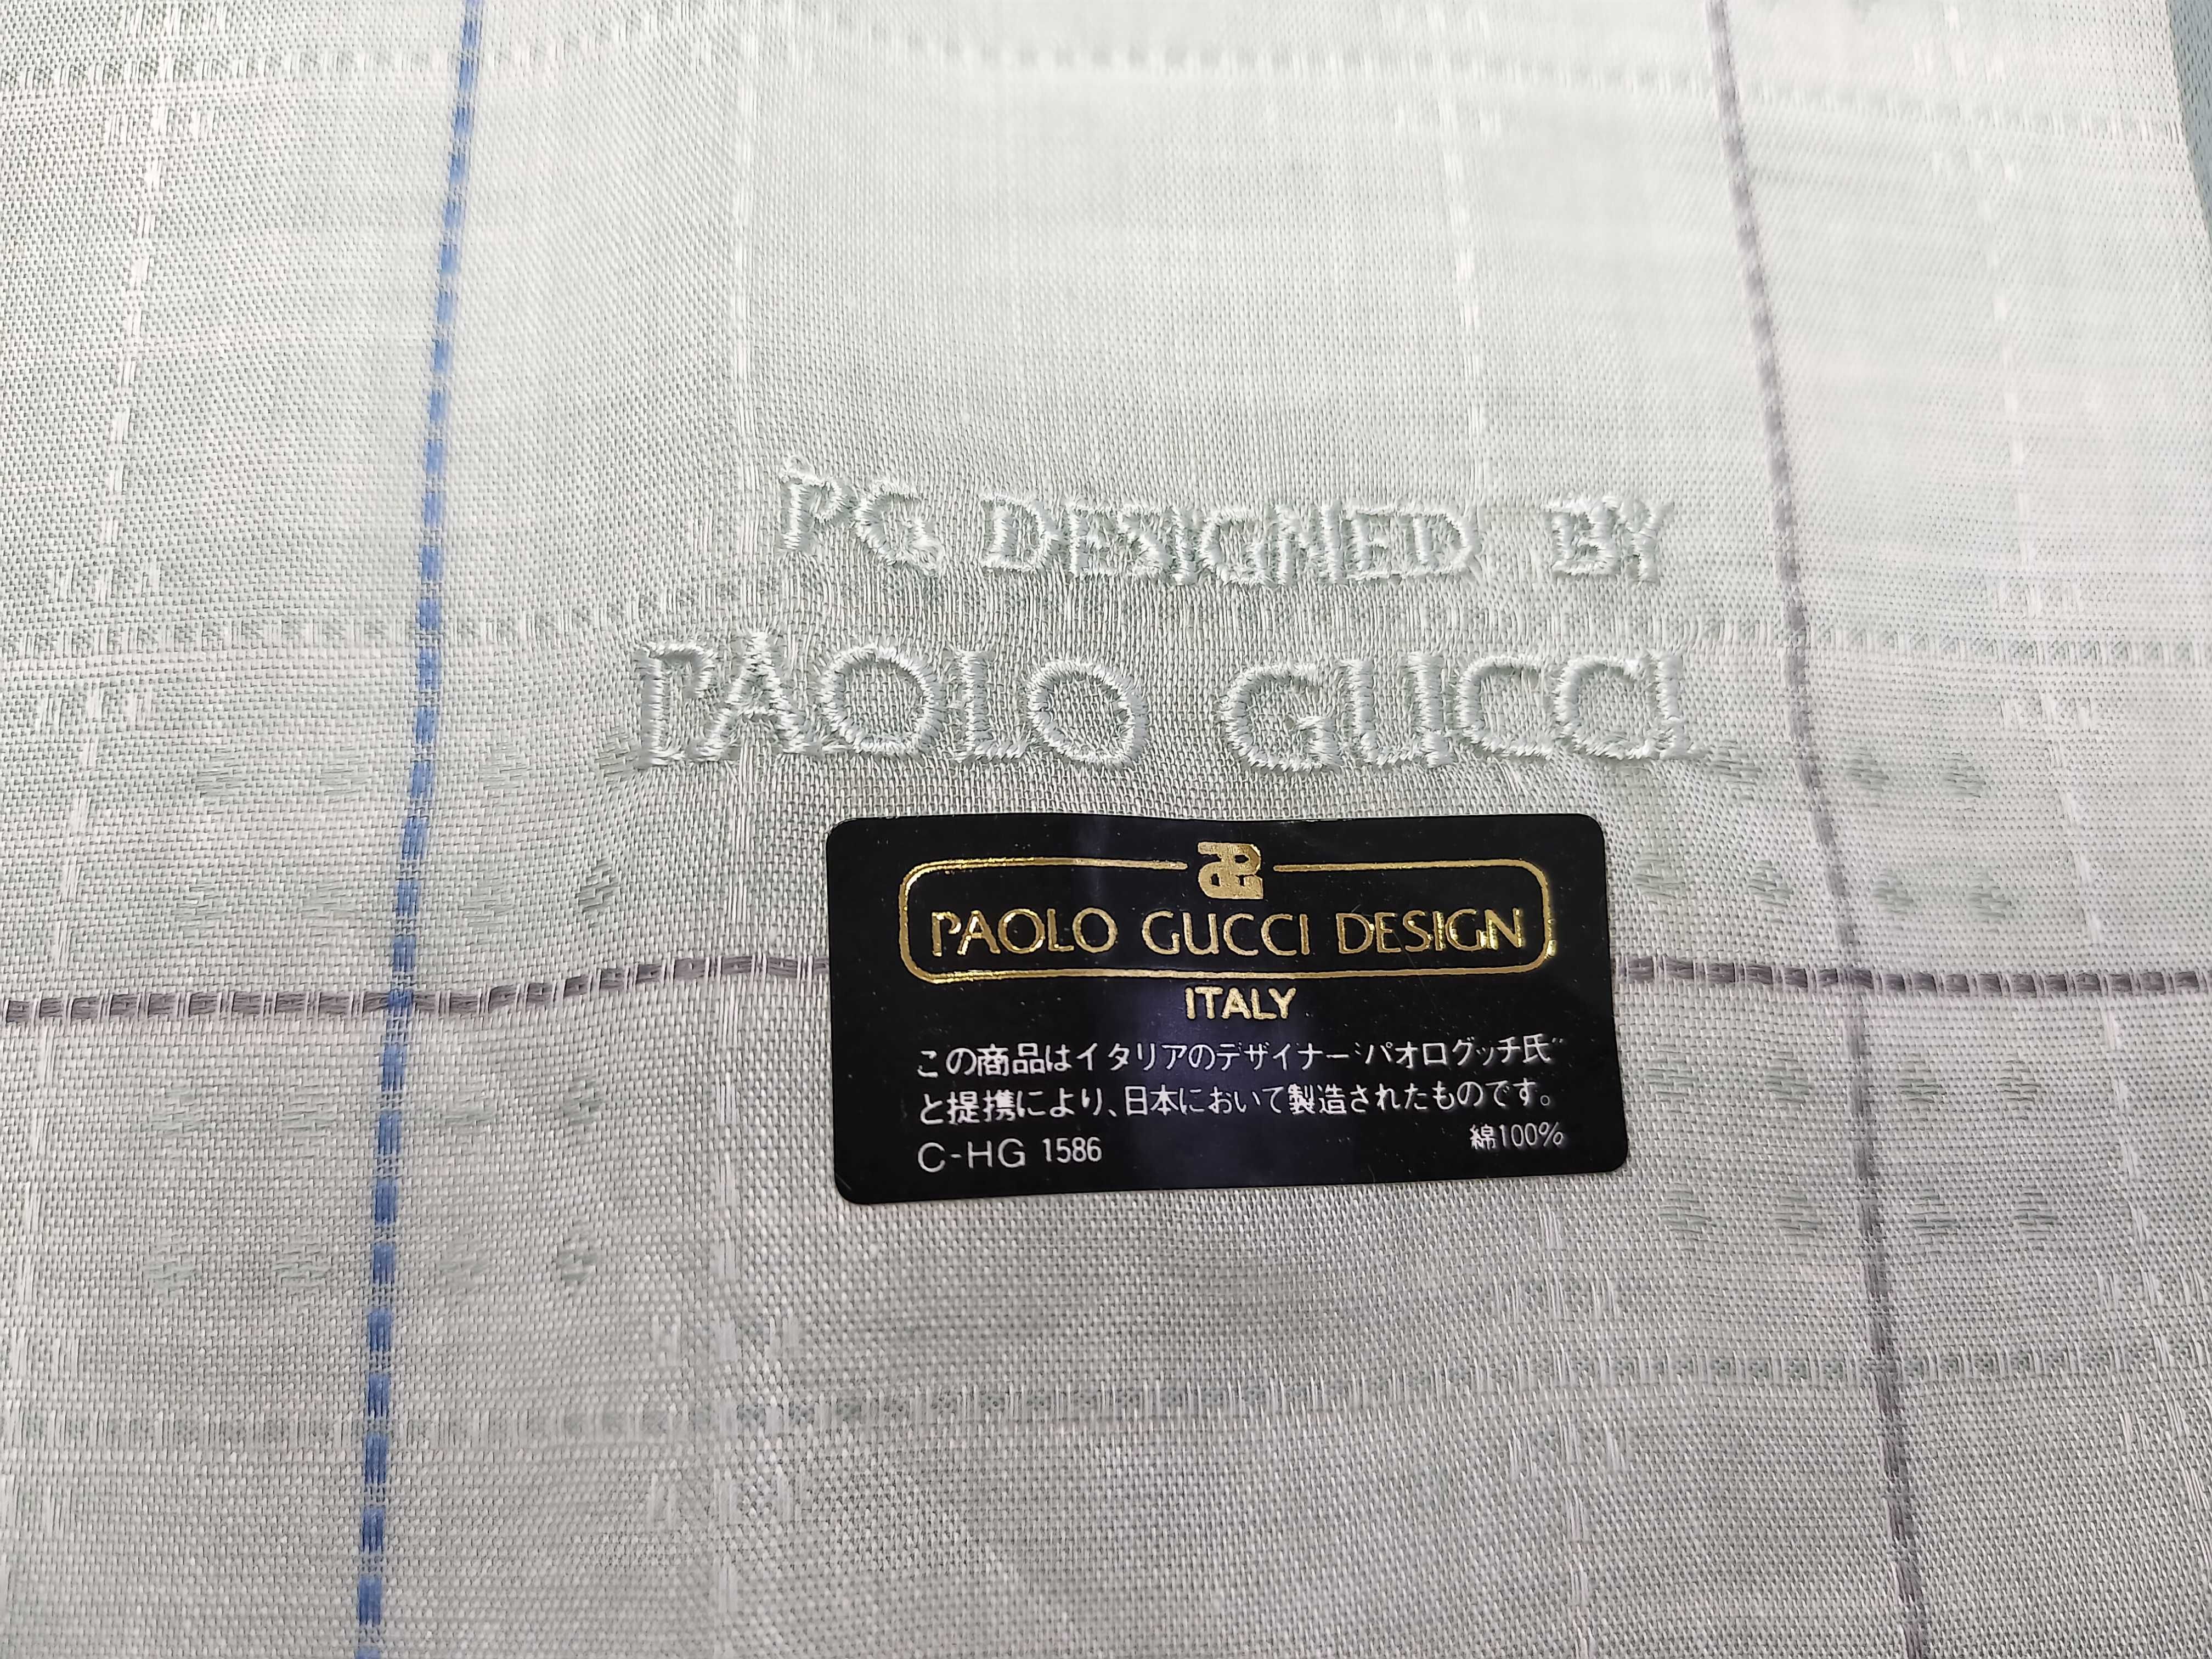 PG DESIGNED BY
PAOLO GUCCI
PAOLO GUCCI DESIGN
ITALY
この商品はイタリアのデザイナー"パオログッチ氏"
と提携により、日本において製造されたものです。
C-HG 1586
綿100%